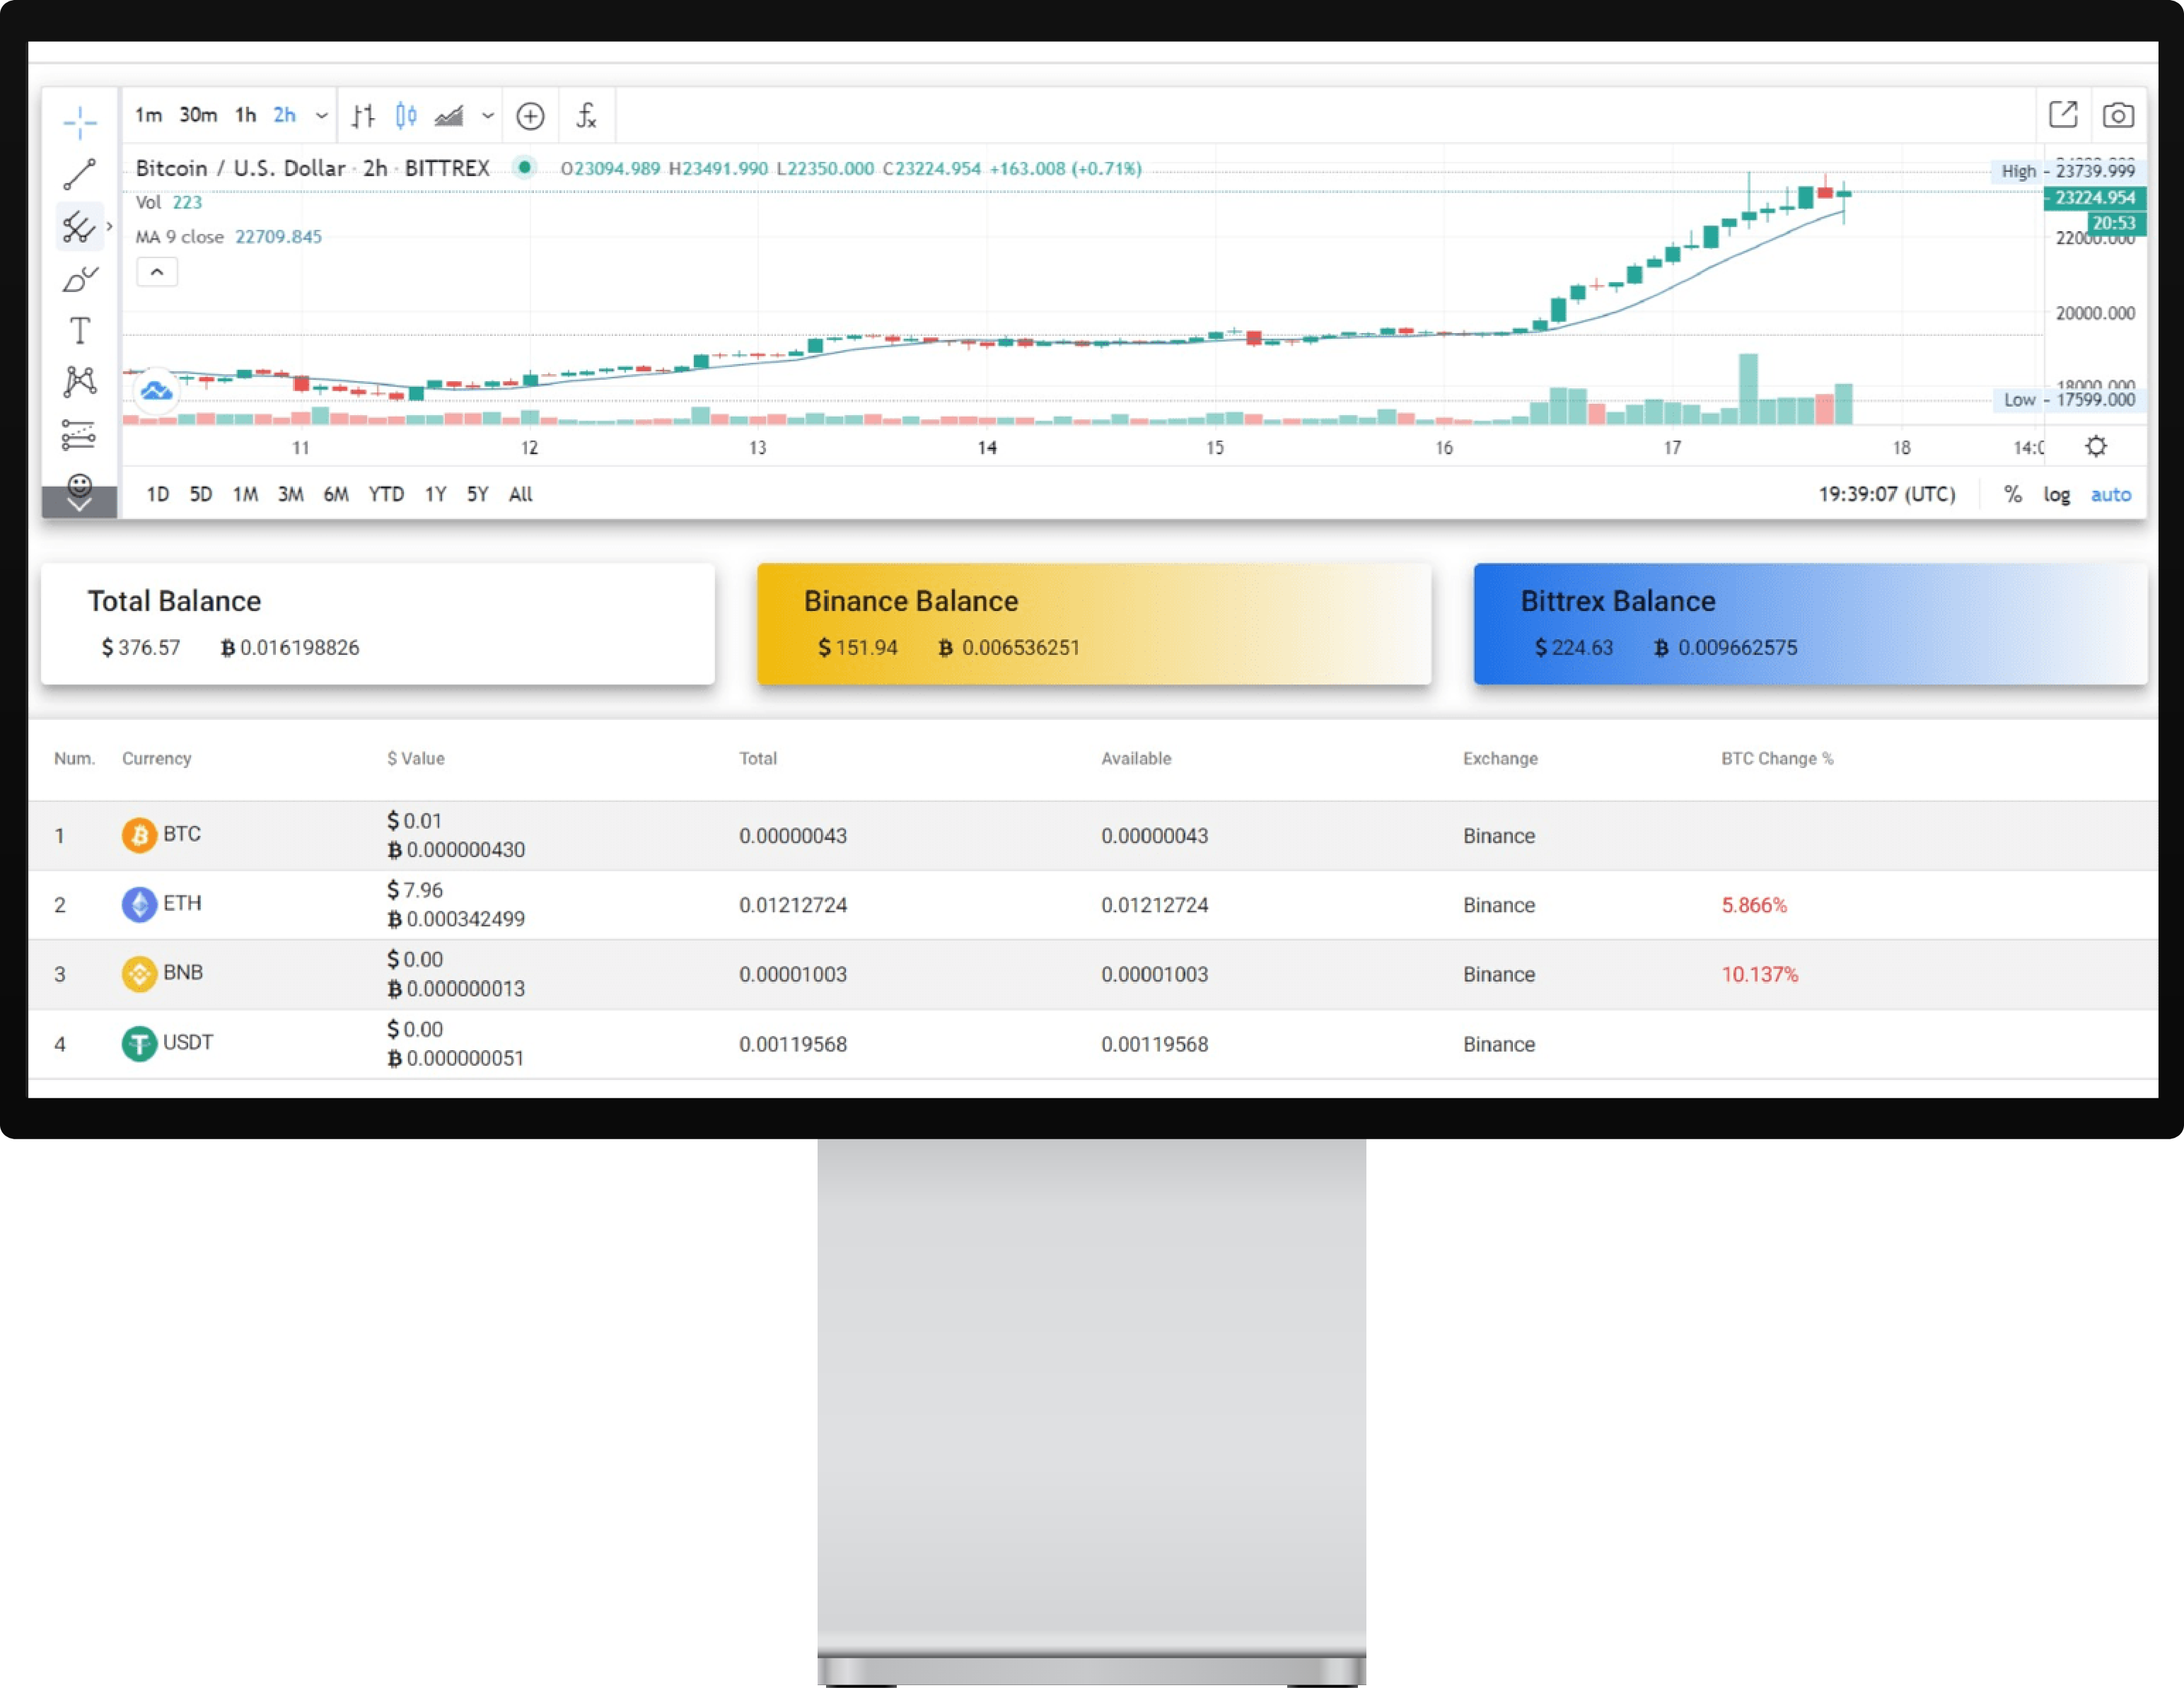 1m 30m 1h 2h
Bitcoin / U.S. Dollar · 2h · BITTREX O23094.989 H23491.990 L22350.000 C23224.954 +163.008 (+0.71%)
Vol 223
MA 9 close 22709.845
High - 23739.999
23224.954
20:53
22000.000
20000.000
18000.000
Low - 17599.000
11 12 13 14 15 16 17 18 14:0
1D 5D 1M 3M 6M YTD 1Y 5Y All 19:39:07 (UTC) % log auto
Total Balance
$ 376.57 ₿ 0.016198826
Binance Balance
$ 151.94 ₿ 0.006536251
Bittrex Balance
$ 224.63 ₿ 0.009662575
Num. Currency $ Value Total Available Exchange BTC Change %
1 BTC $ 0.01 0.00000043 0.00000043 Binance
₿ 0.000000430
2 ETH $ 7.96 0.01212724 0.01212724 Binance 5.866%
₿ 0.000342499
3 BNB $ 0.00 0.00001003 0.00001003 Binance 10.137%
₿ 0.000000013
4 USDT $ 0.00 0.00119568 0.00119568 Binance
₿ 0.000000051